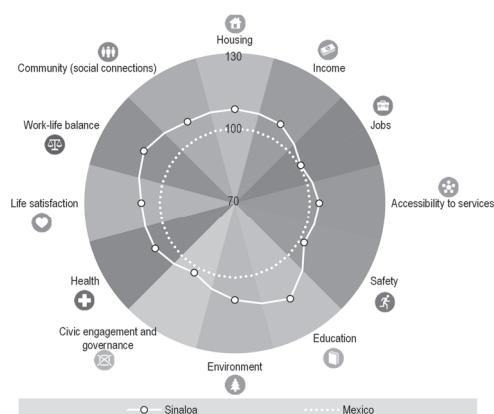 Housing
130
Income
Community (social connections)
Jobs
Work-life balance
100
Life satisfaction
70
Accessibility to services
Health
Safety
Civic engagement and
governance
Education
Environment
Sinaloa
Mexico